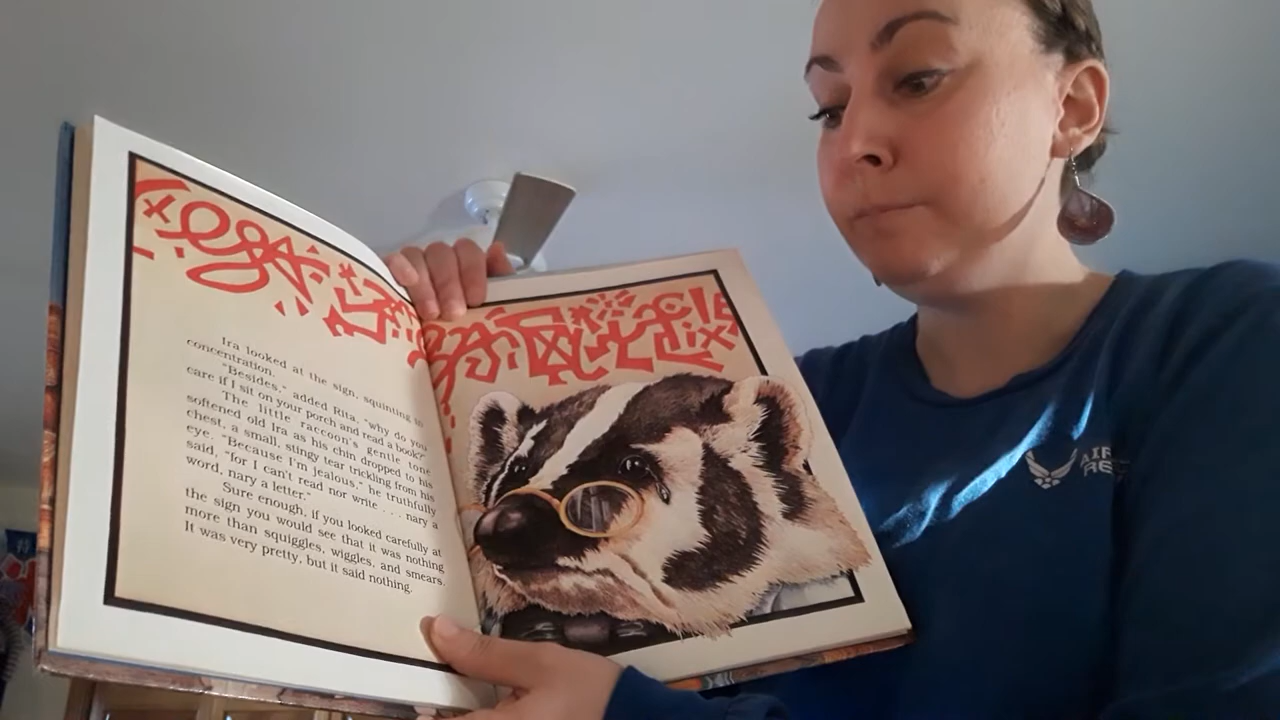 Ira looked at the sign, squinting in
concentration.
"Besides," added Rita, "why do you
care if I sit on your porch and read a book?"
The little raccoon's gentle tone
softened old Ira as his chin dropped to his
chest, a small, stingy tear trickling from his
eye. "Because I'm jealous," he truthfully
said, "for I can't read nor write . . . nary a
word, nary a letter."
Sure enough, if you looked carefully at
the sign you would see that it was nothing
more than squiggles, wiggles, and smears.
It was very pretty, but it said nothing.
AIR